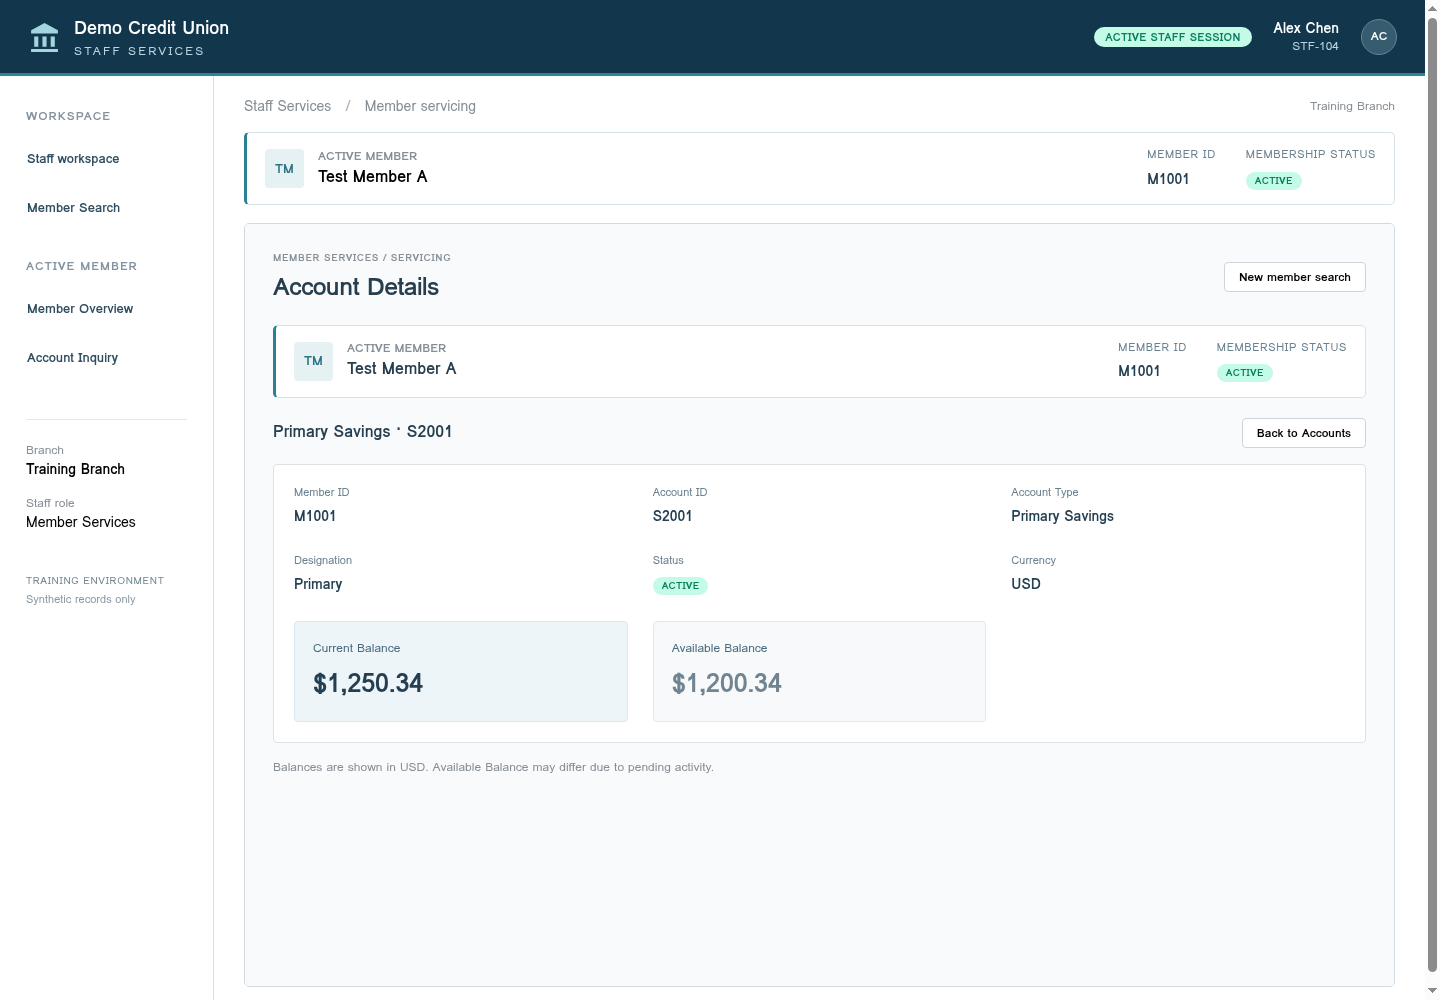 Demo Credit Union
STAFF SERVICES
ACTIVE STAFF SESSION
Alex Chen
STF-104
AC
WORKSPACE
Staff workspace
Member Search
ACTIVE MEMBER
Member Overview
Account Inquiry
Branch
Training Branch
Staff role
Member Services
TRAINING ENVIRONMENT
Synthetic records only
Staff Services / Member servicing
Training Branch
TM
ACTIVE MEMBER
Test Member A
MEMBER ID
M1001
MEMBERSHIP STATUS
ACTIVE
MEMBER SERVICES / SERVICING
Account Details
New member search
TM
ACTIVE MEMBER
Test Member A
MEMBER ID
M1001
MEMBERSHIP STATUS
ACTIVE
Primary Savings · S2001
Back to Accounts
Member ID
M1001
Account ID
S2001
Account Type
Primary Savings
Designation
Primary
Status
ACTIVE
Currency
USD
Current Balance
$1,250.34
Available Balance
$1,200.34
Balances are shown in USD. Available Balance may differ due to pending activity.